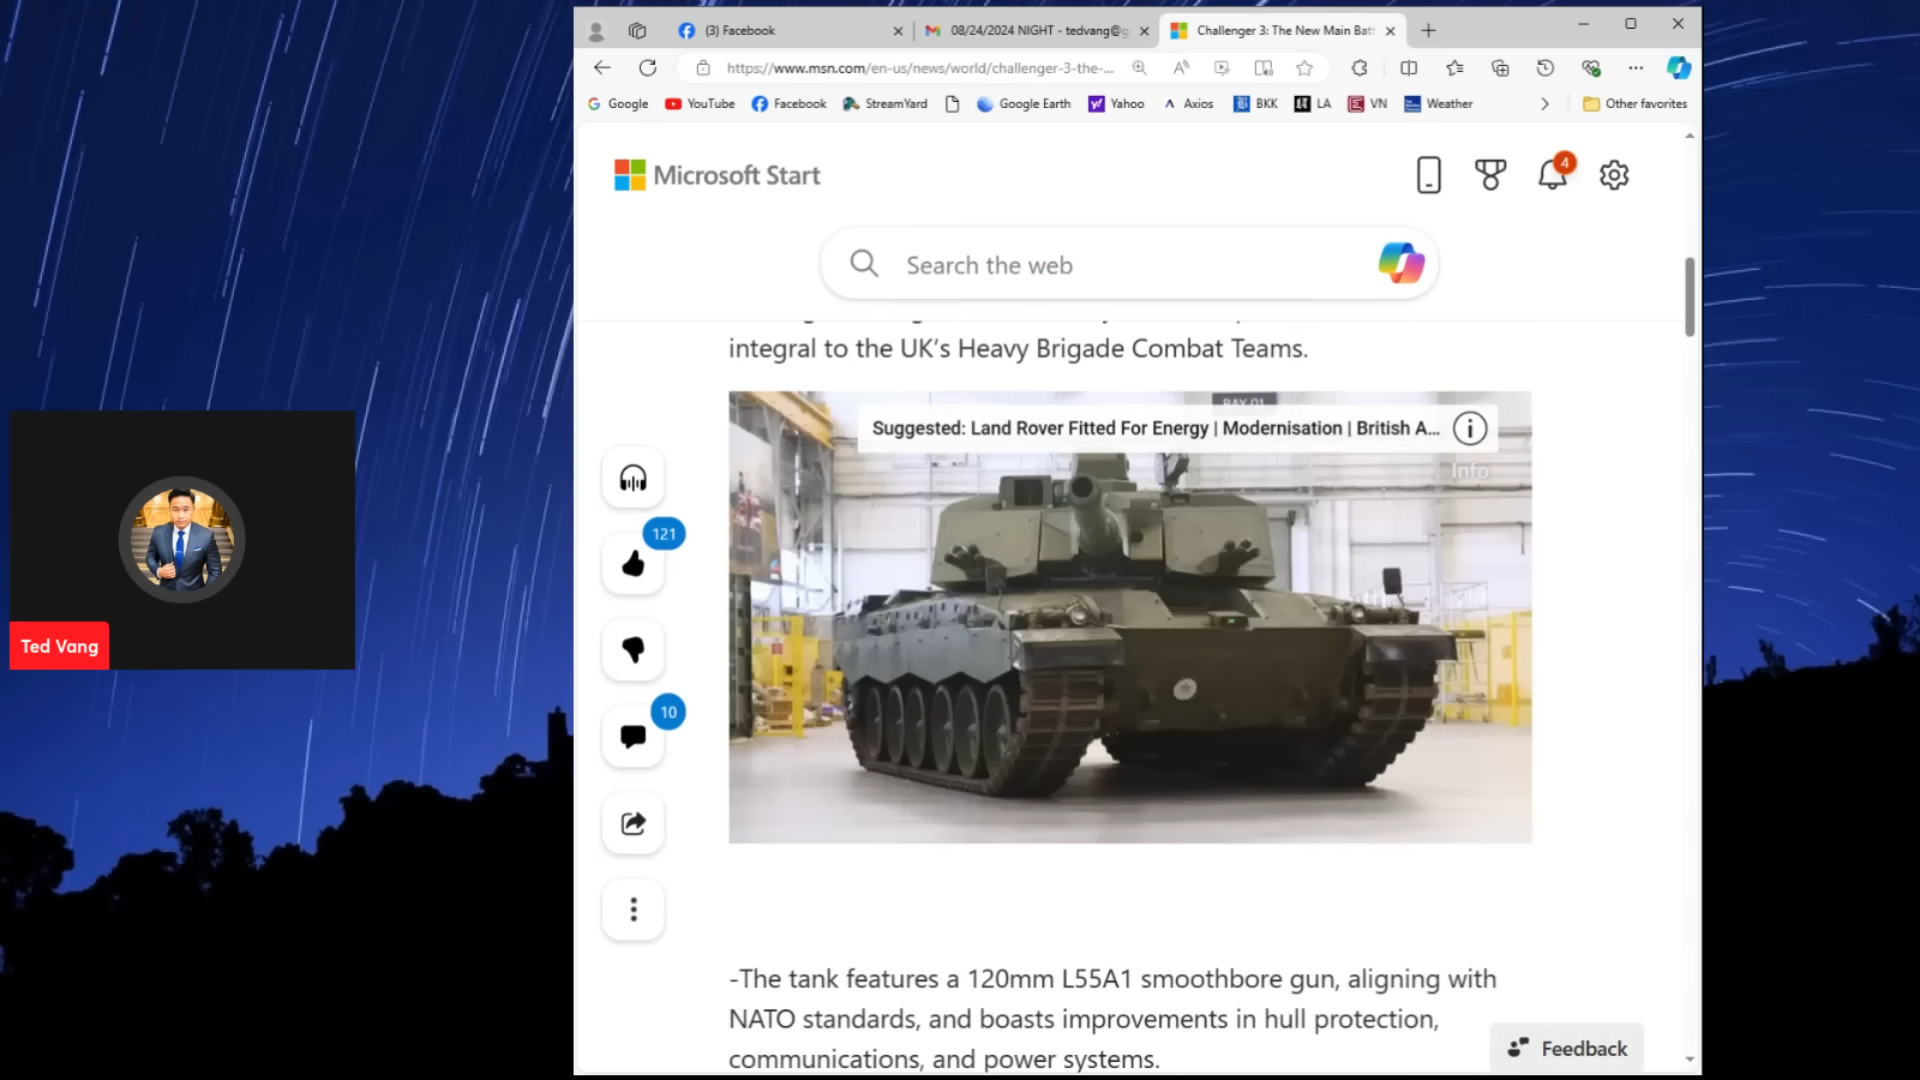 (3) Facebook
08/24/2024 NIGHT - tedvang@g
Challenger 3: The New Main Batt
https://www.msn.com/en-us/news/world/challenger-3-the-...
Google
YouTube
Facebook
StreamYard
Google Earth
Yahoo
Axios
BKK
LA
VN
Weather
Other favorites
Microsoft Start
4
Search the web
integral to the UK's Heavy Brigade Combat Teams.
BAY 01
Suggested: Land Rover Fitted For Energy | Modernisation | British A...
Info
121
10
Ted Vang
-The tank features a 120mm L55A1 smoothbore gun, aligning with
NATO standards, and boasts improvements in hull protection,
communications, and power systems.
Feedback